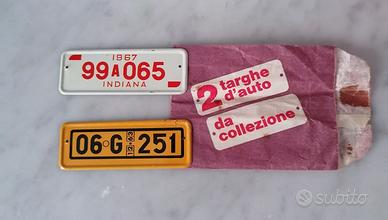 1967
99A065
INDIANA
06-G 251
12-63
2 targhe
d'auto
da
collezione
subito